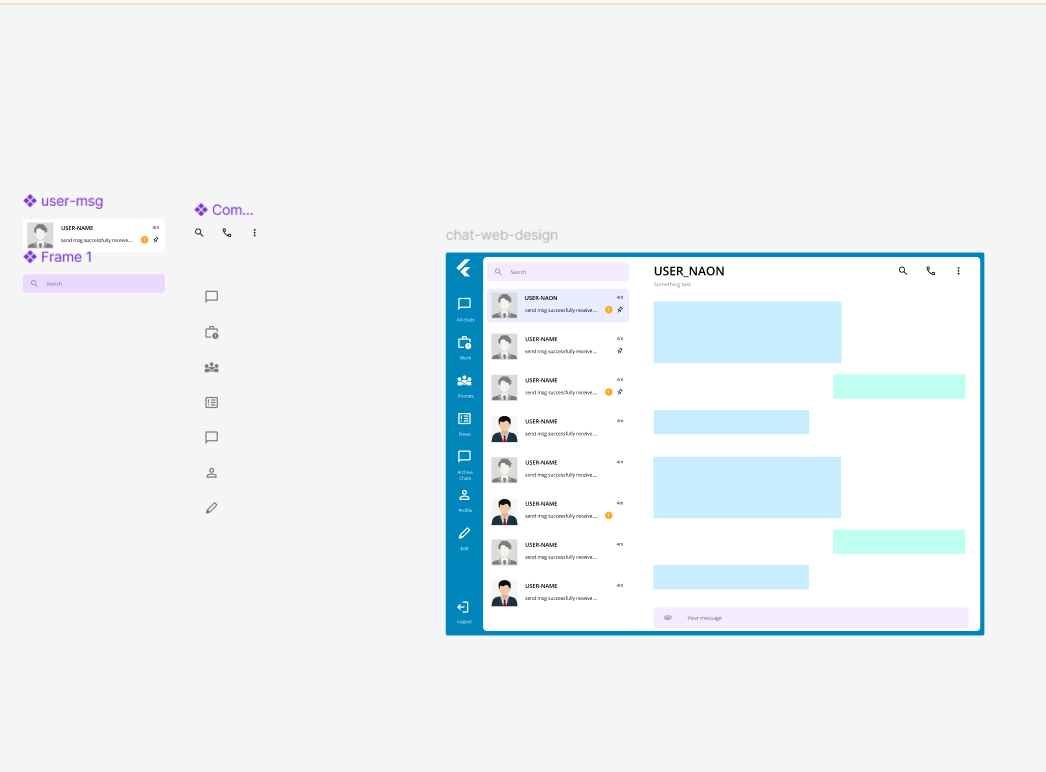 user-msg
USER-NAME
4m
send msg successfully receive...
!
Frame 1
Search
Com...
chat-web-design
All chats
Work
Friends
News
Archive
Chats
Profile
Edit
Logout
Search
USER-NAON
4m
send msg successfully receive...
!
USER-NAME
4m
send msg successfully receive...
USER-NAME
4m
send msg successfully receive...
!
USER-NAME
4m
send msg successfully receive...
USER-NAME
4m
send msg successfully receive...
USER-NAME
4m
send msg successfully receive...
!
USER-NAME
4m
send msg successfully receive...
USER-NAME
4m
send msg successfully receive...
USER_NAON
Something text
Your message